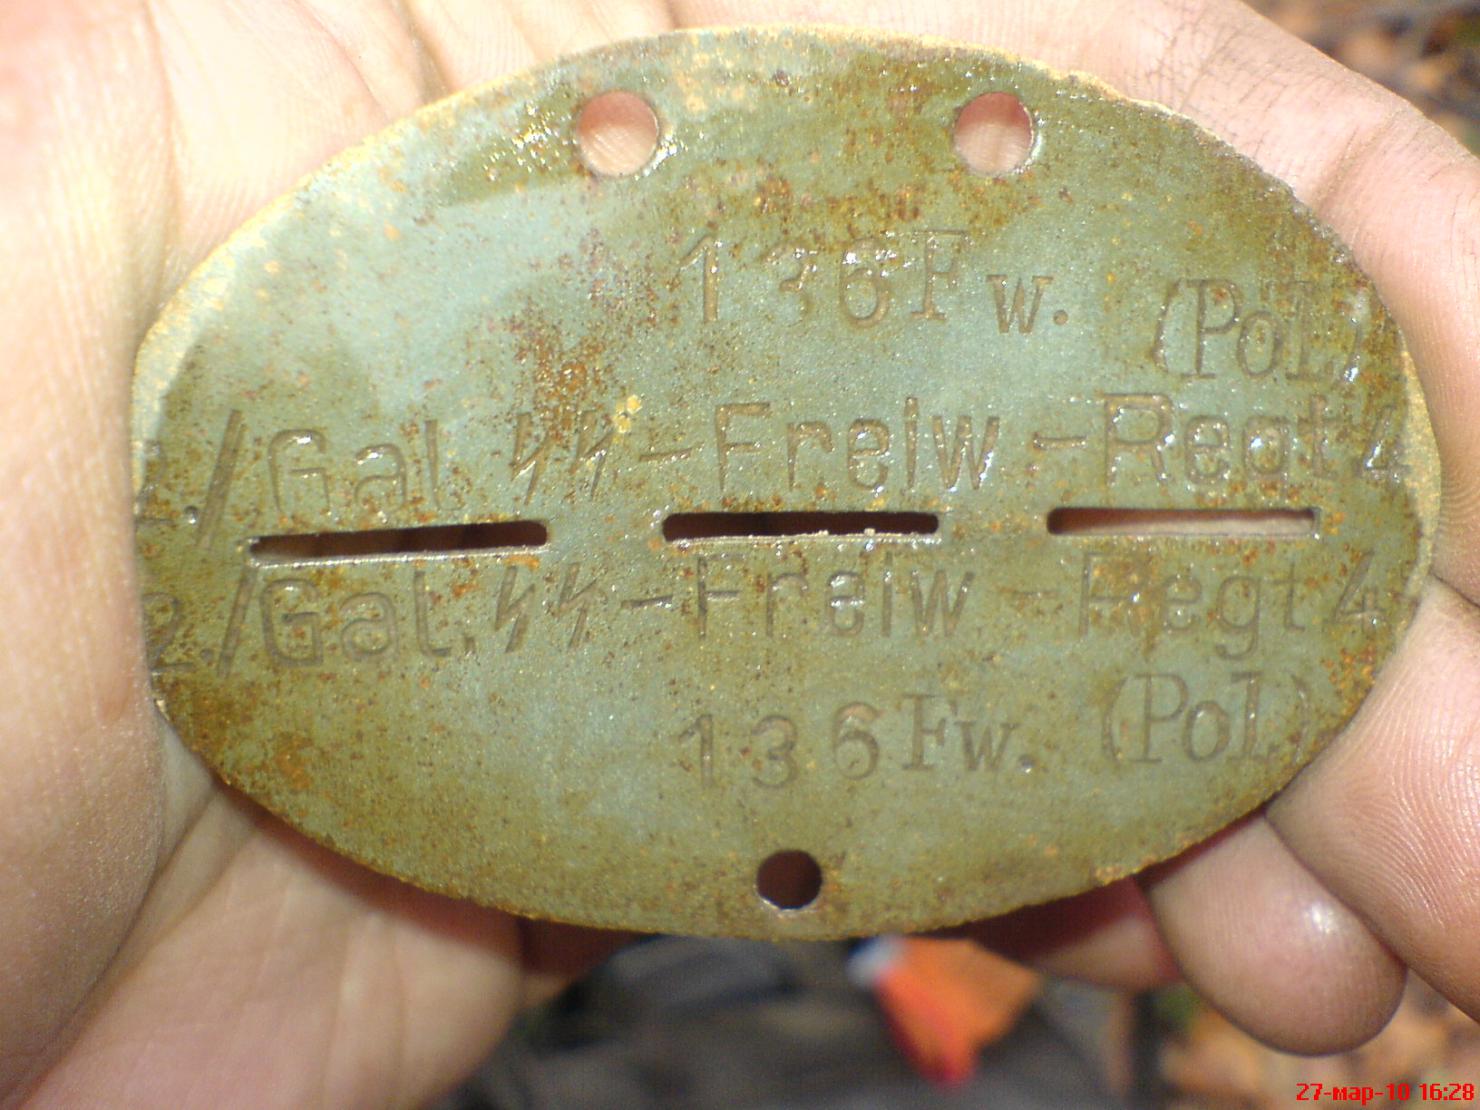 136 Fw. (Pol.)
2./Gal.ᛋᛋ-Freiw-Regt 4
2./Gal.ᛋᛋ-Freiw-Regt 4
136 Fw. (Pol.)
27-мар-10 16:28